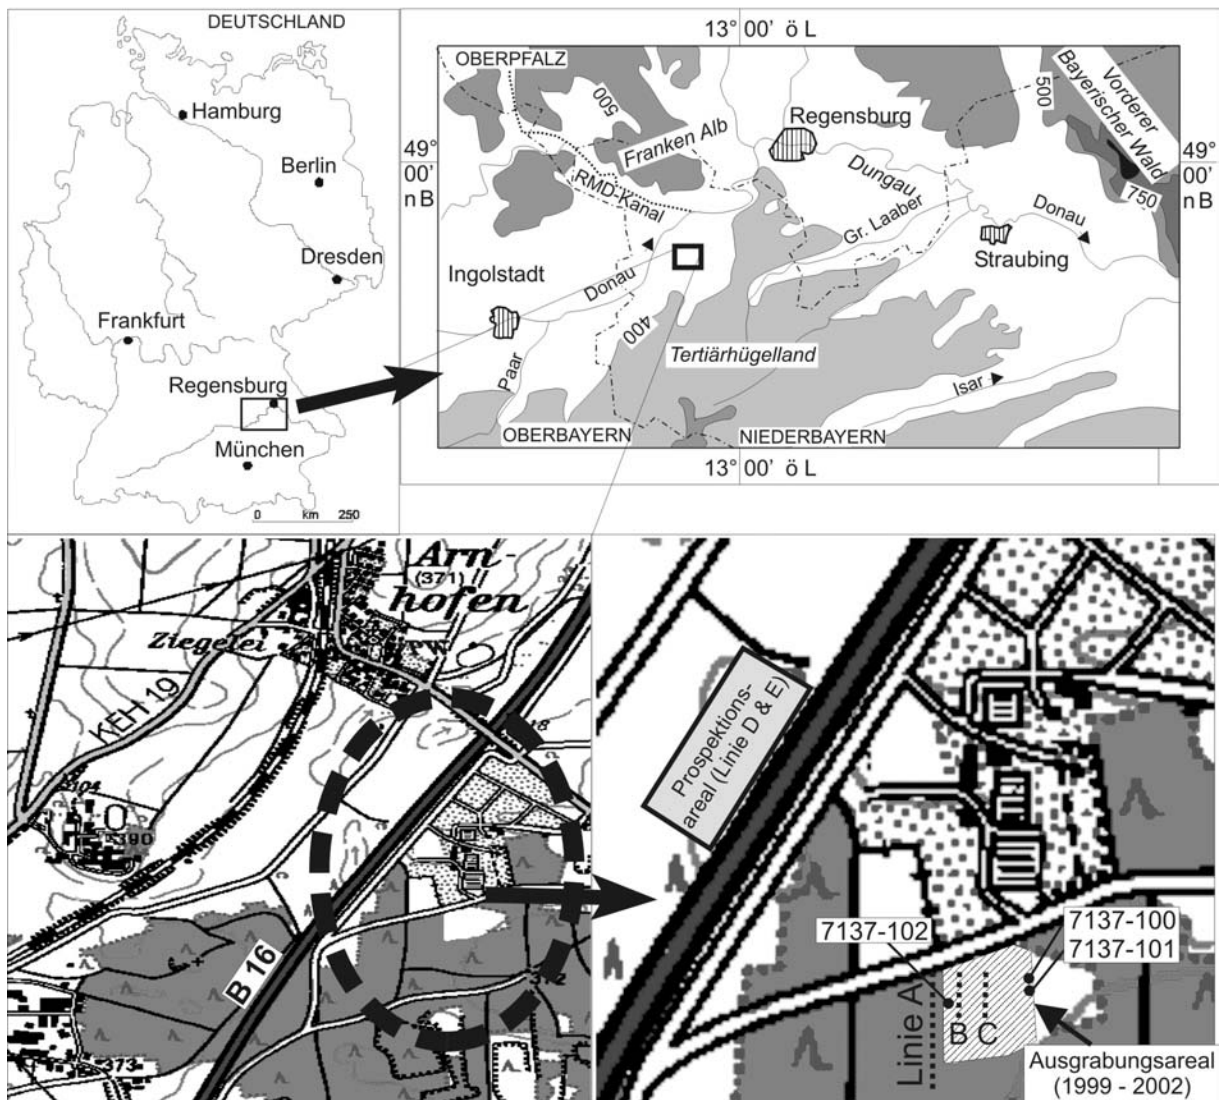 DEUTSCHLAND
Hamburg
Berlin
Dresden
Frankfurt
Regensburg
München
0 km 250
13° 00' ö L
OBERPFALZ
500
Franken Alb
RMD-Kanal
Regensburg
500
Vorderer
Bayerischer Wald
750
49°
00'
n B
49°
00'
n B
Dungau
Gr. Laaber
Donau
Straubing
Ingolstadt
Donau
400
Tertiärhügelland
Paar
Isar
OBERBAYERN
NIEDERBAYERN
13° 00' ö L
Arn-
(371)
hofen
Ziegelei
KEH 19
B 16
373
Prospektions-
areal (Linie D & E)
7137-102
7137-100
7137-101
Linie A
B
C
Ausgrabungsareal
(1999 - 2002)